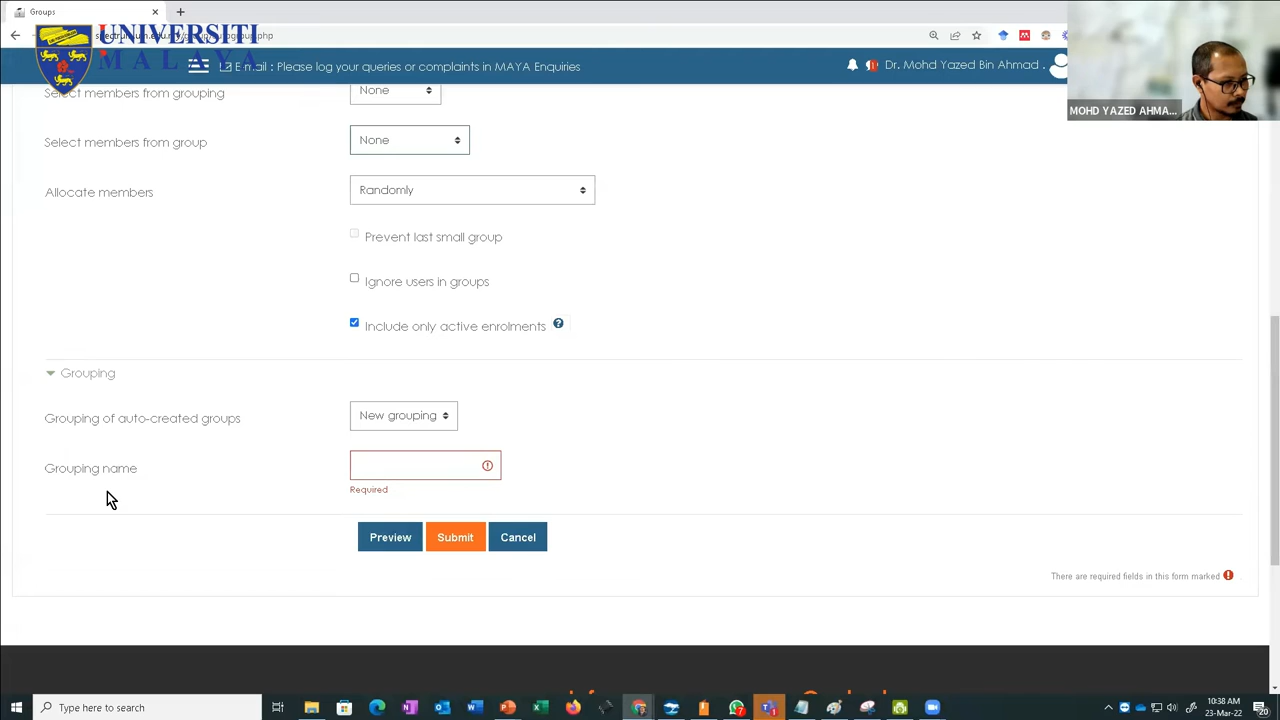 Groups
UNIVERSITI
MALAYA
E mail : Please log your queries or complaints in MAYA Enquiries
Dr. Mohd Yazed Bin Ahmad .
MOHD YAZED AHMA...
Select members from grouping
None
Select members from group
None
Allocate members
Randomly
Prevent last small group
Ignore users in groups
Include only active enrolments
Grouping
Grouping of auto-created groups
New grouping
Grouping name
Required
Preview
Submit
Cancel
There are required fields in this form marked
Type here to search
10:38 AM
23-Mar-22
20